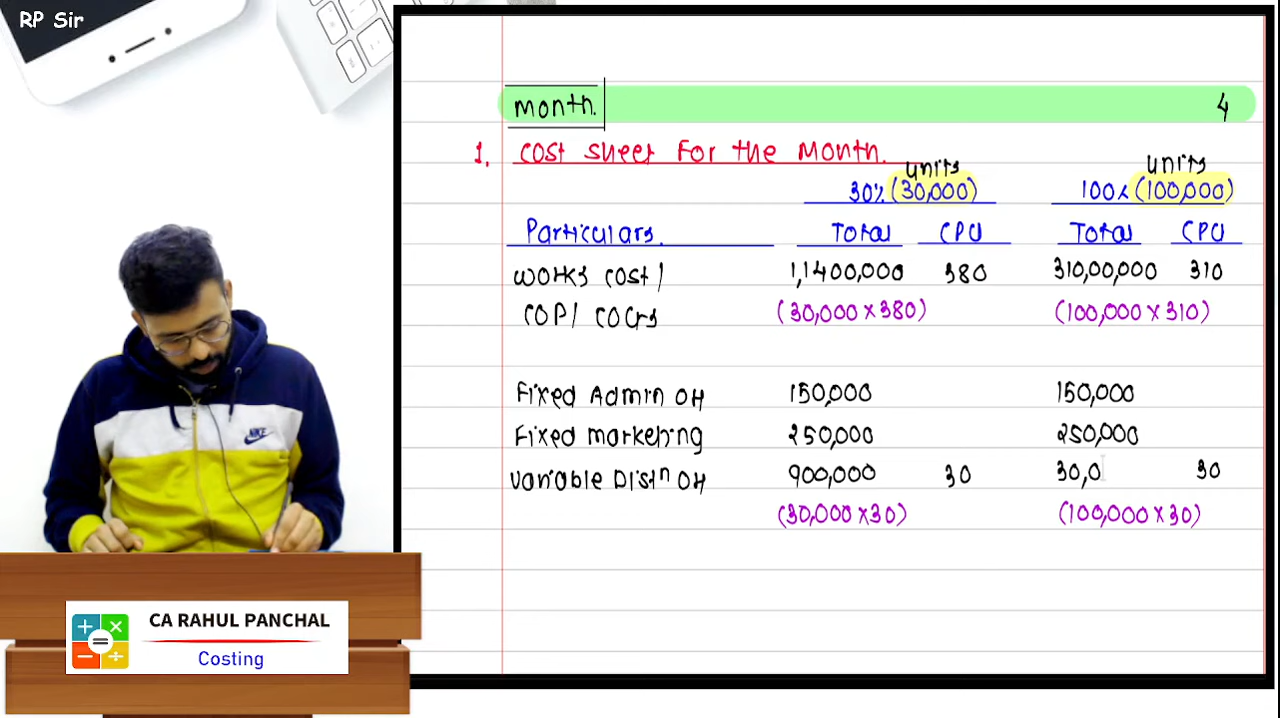 RP Sir
month. 4
1. Cost sheet For the Month.
units units
30% (30,000) 100% (100,000)
Particulars. Total CPU Total CPU
Works cost / 1,1400,000 380 310,00,000 310
COP / COGS (30,000 × 380) (100,000 × 310)
Fixed Admin OH 150,000 150,000
Fixed marketing 250,000 250,000
Variable Distn OH 900,000 30 30,0 30
(30,000 × 30) (100,000 × 30)
NIKE
CA RAHUL PANCHAL
Costing